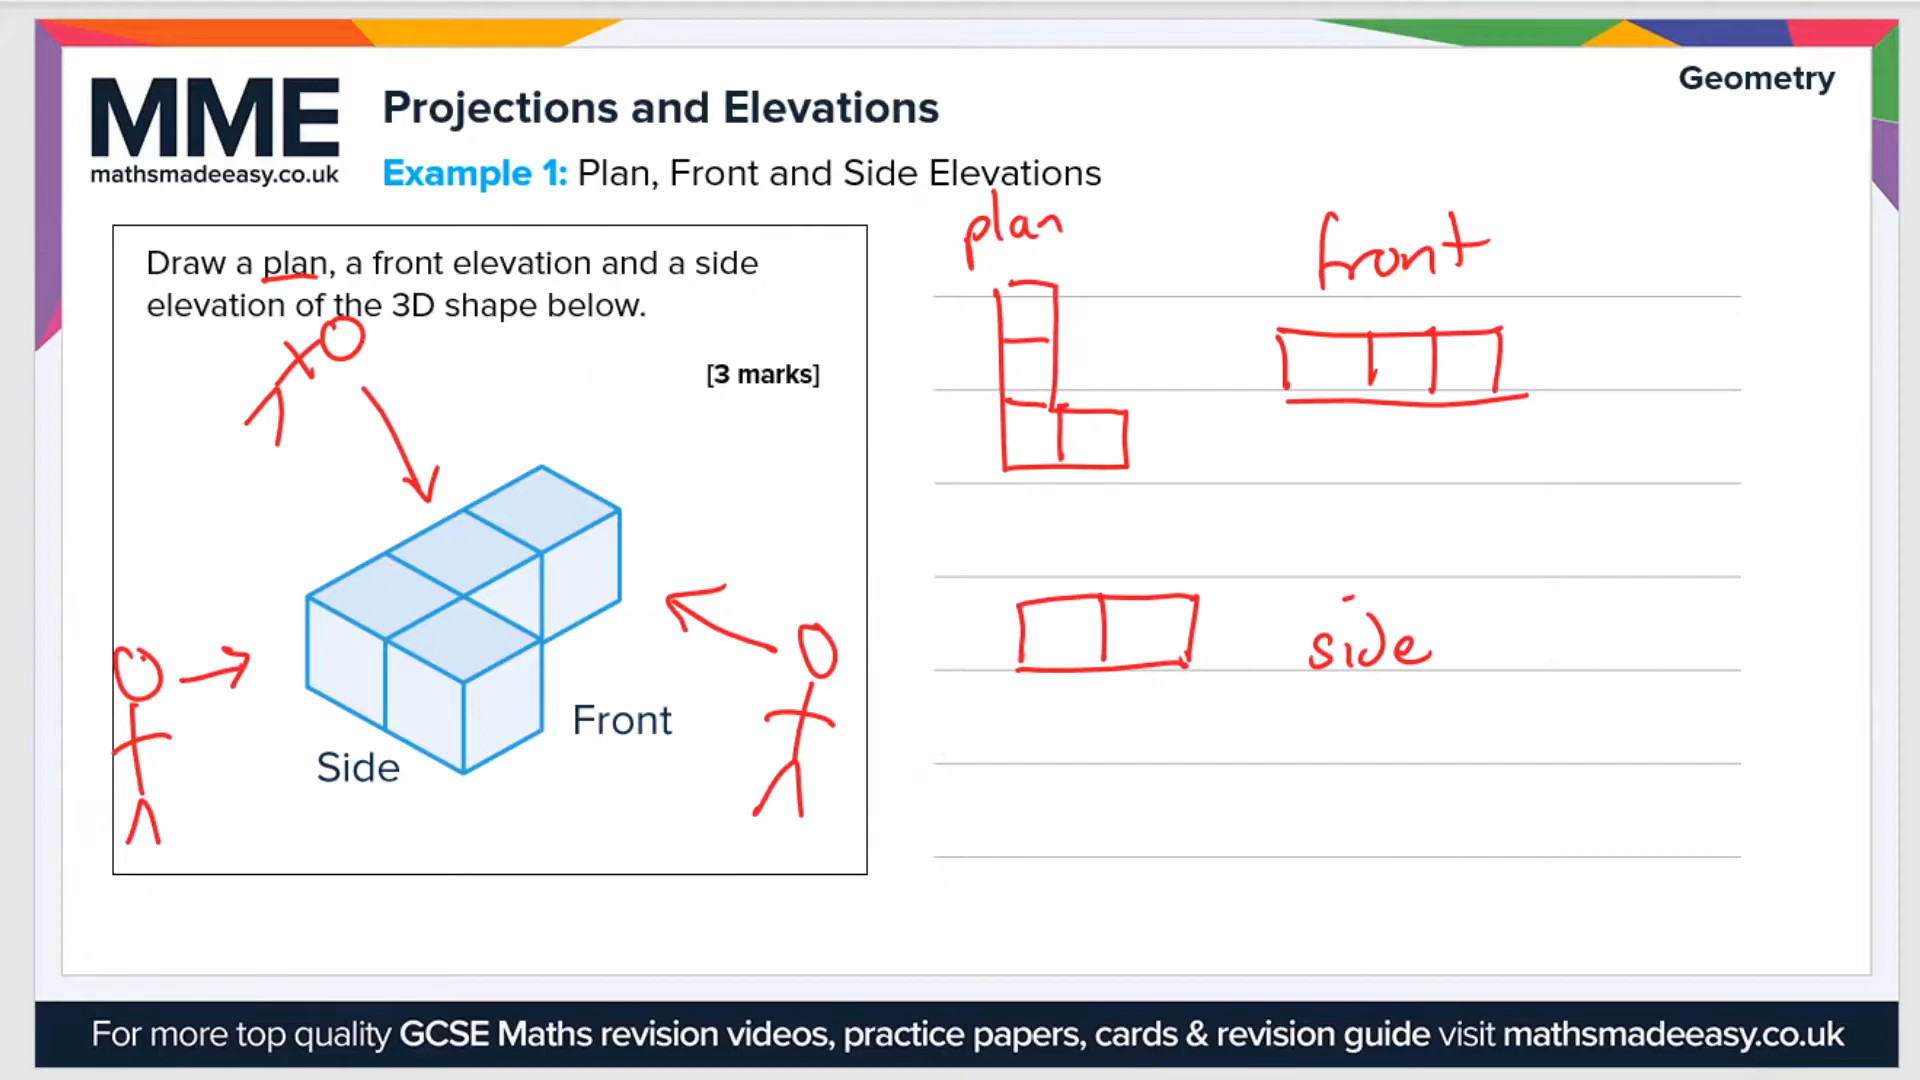 Geometry
MME
mathsmadeeasy.co.uk
Projections and Elevations
Example 1: Plan, Front and Side Elevations
Draw a plan, a front elevation and a side
elevation of the 3D shape below.
[3 marks]
Front
Side
plan
front
side
For more top quality GCSE Maths revision videos, practice papers, cards & revision guide visit mathsmadeeasy.co.uk